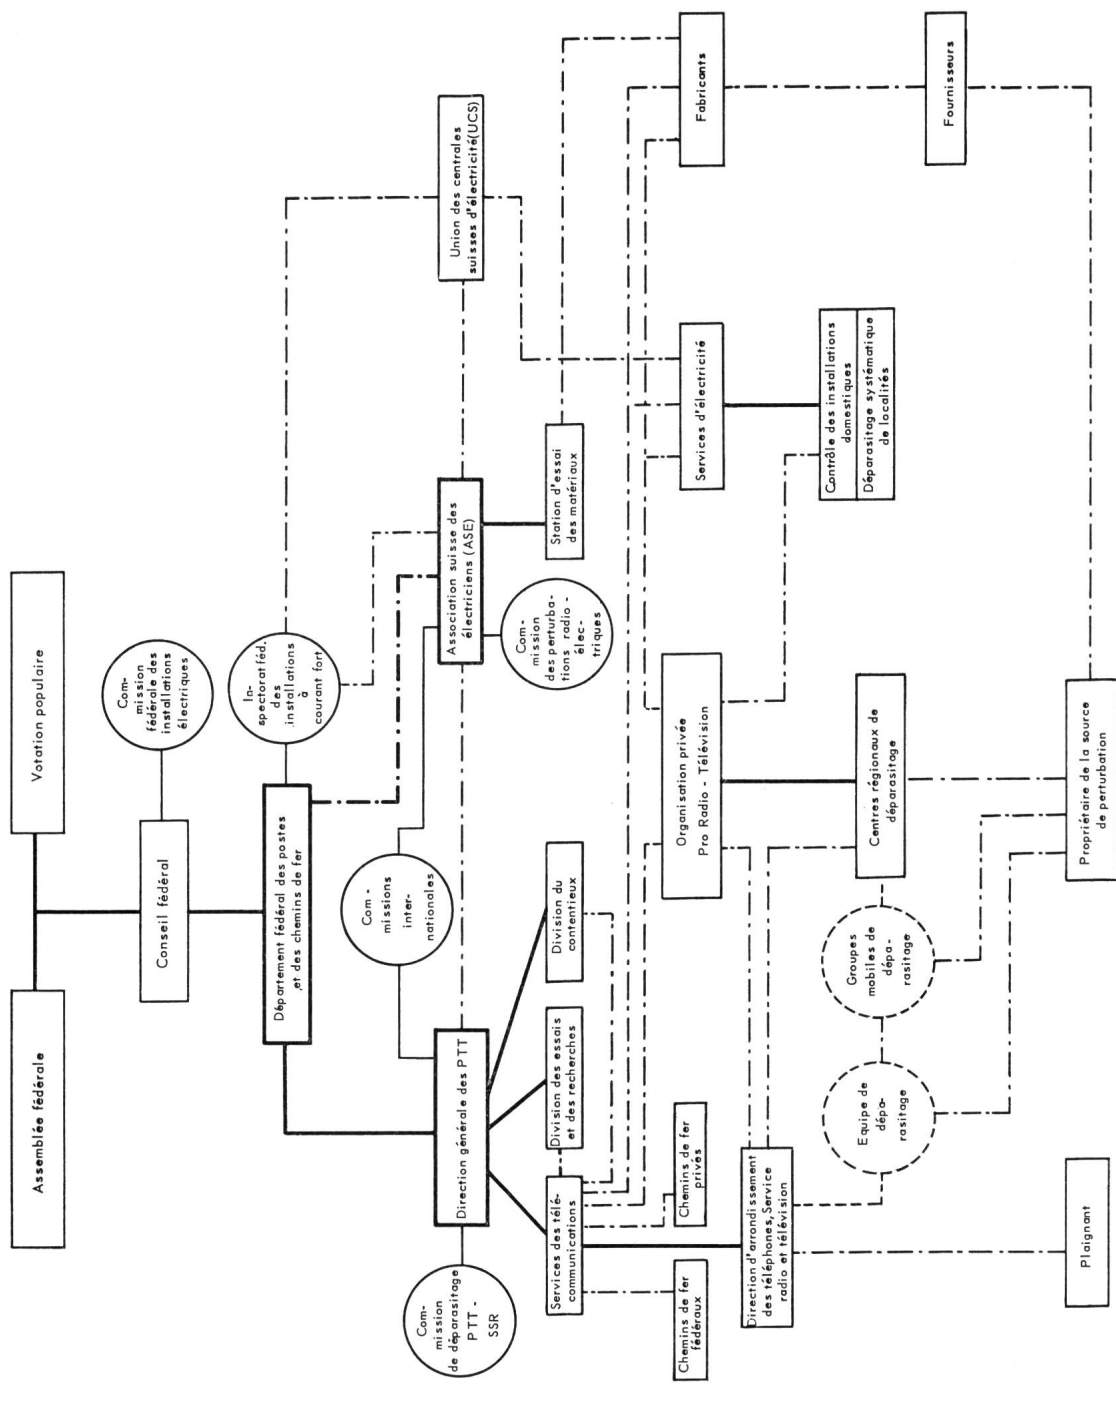 Assemblée fédérale
Votation populaire
Conseil fédéral
Com-
mission
fédérale des
installations
électriques
Département fédéral des postes
et des chemins de fer
In-
spectorat féd.
des
installations
à
courant fort
Com-
missions
inter-
nationales
Com-
mission
de déparasitage
PTT -
SSR
Direction générale des PTT
Association suisse des
électriciens (ASE)
Union des centrales
suisses d'électricité(UCS)
Com-
mission
des perturba-
tions radio -
élec-
triques
Services des télé-
communications
Division des essais
et des recherches
Division du
contentieux
Station d'essai
des matériaux
Chemins de fer
fédéraux
Chemins de fer
privés
Organisation privée
Pro Radio - Télévision
Services d'électricité
Fabricants
Direction d'arrondissement
des téléphones, Service
radio et télévision
Equipe de
dépa-
rasitage
Groupes
mobiles de
dépa-
rasitage
Centres régionaux de
déparasitage
Contrôle des installations
domestiques
Déparasitage systématique
de localités
Fournisseurs
Plaignant
Propriétaire de la source
de perturbation